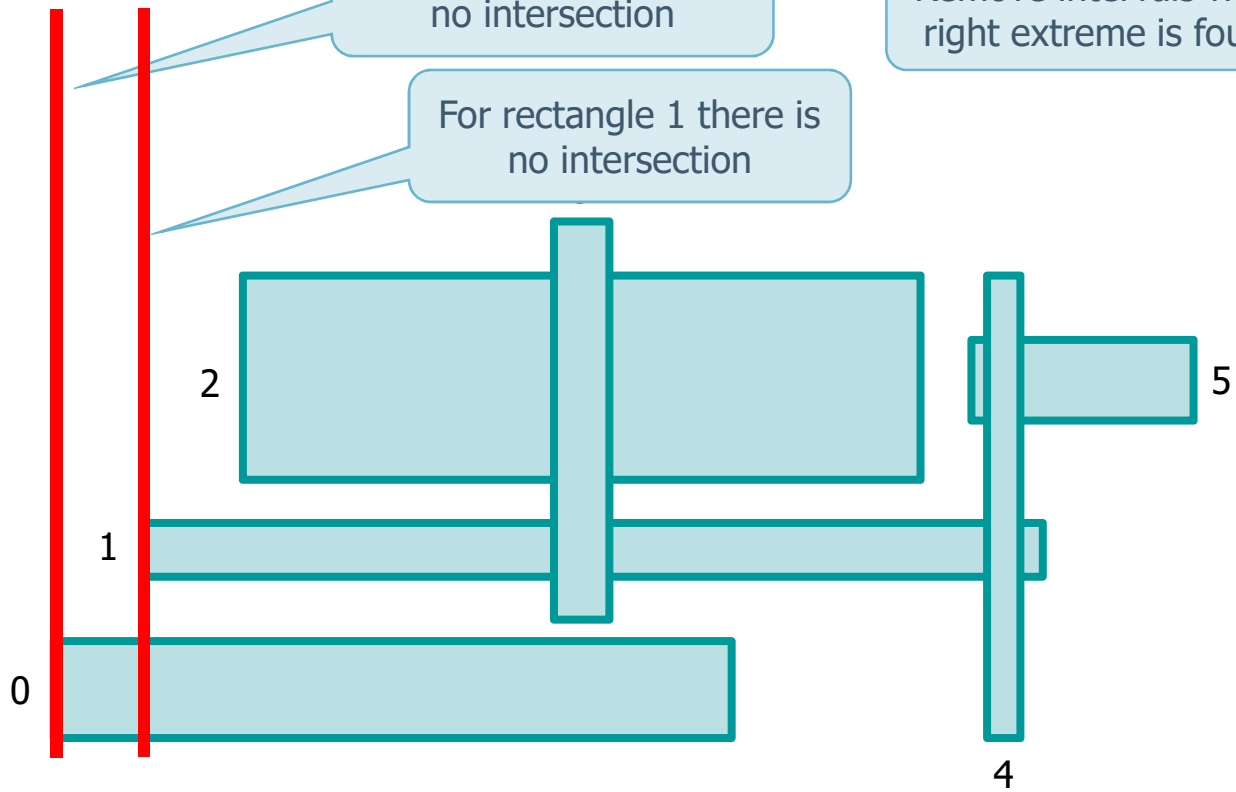 no intersection
right extreme is fou
For rectangle 1 there is
no intersection
2
5
1
0
4